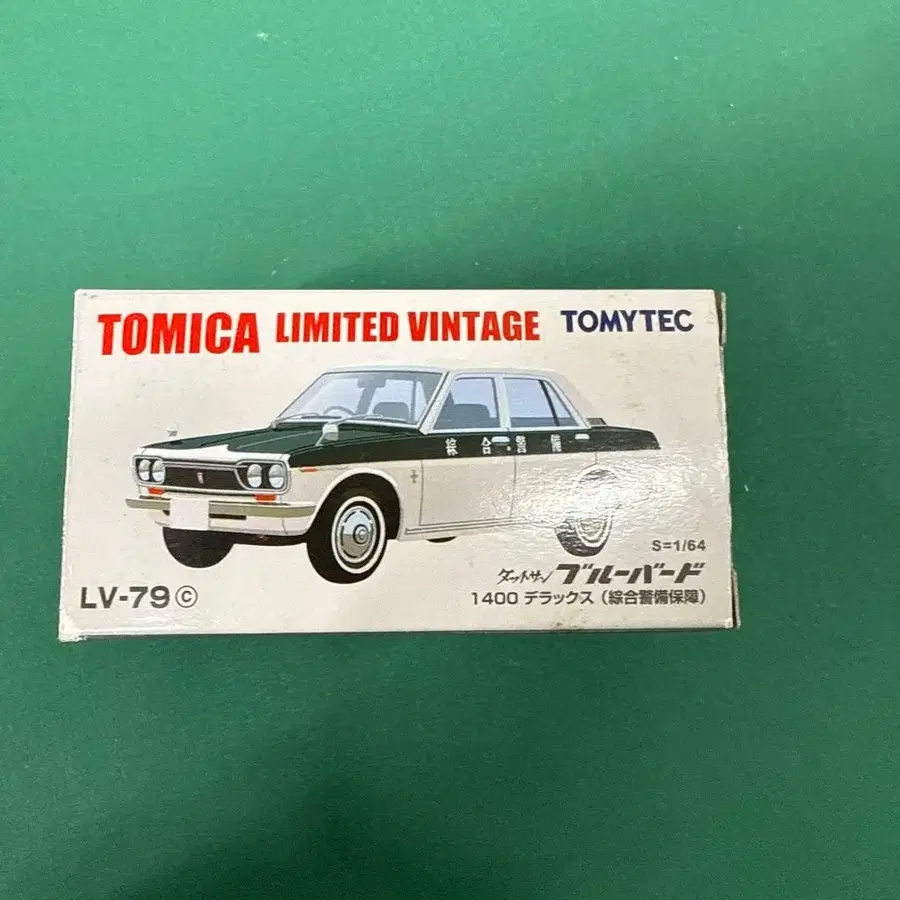 TOMICA LIMITED VINTAGE TOMYTEC
綜合警備
S=1/64
ダットサン ブルーバード
LV-79 ⓒ
1400 デラックス (綜合警備保障)